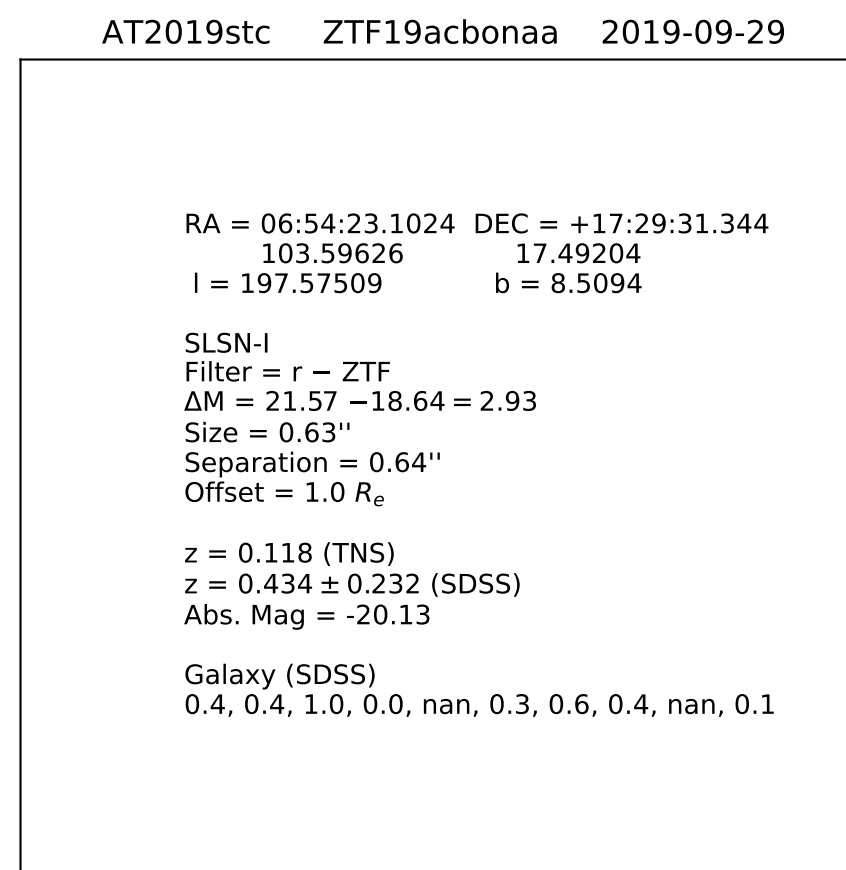 AT2019stc ZTF19acbonaa 2019-09-29
RA = 06:54:23.1024 DEC = +17:29:31.344
103.59626 17.49204
l = 197.57509 b = 8.5094
SLSN-I
Filter = r − ZTF
ΔM = 21.57 −18.64 = 2.93
Size = 0.63''
Separation = 0.64''
Offset = 1.0 Rₑ
z = 0.118 (TNS)
z = 0.434 ± 0.232 (SDSS)
Abs. Mag = -20.13
Galaxy (SDSS)
0.4, 0.4, 1.0, 0.0, nan, 0.3, 0.6, 0.4, nan, 0.1